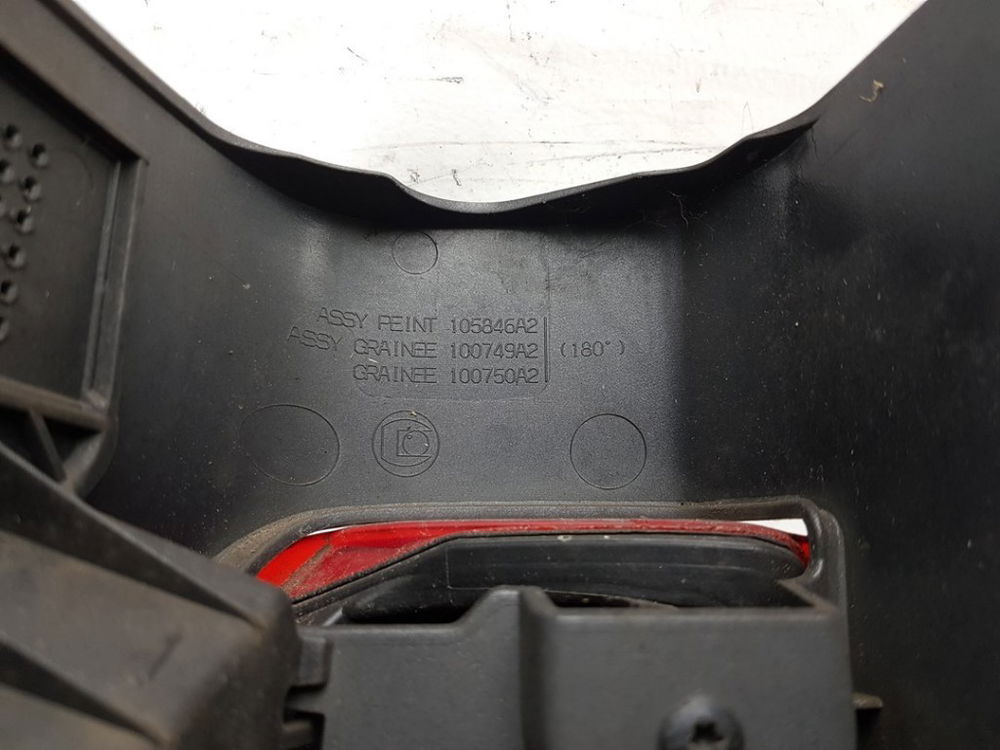 ASSY PEINT 105846A2
ASSY GRAINEE 100749A2 (180°)
GRAINEE 100750A2